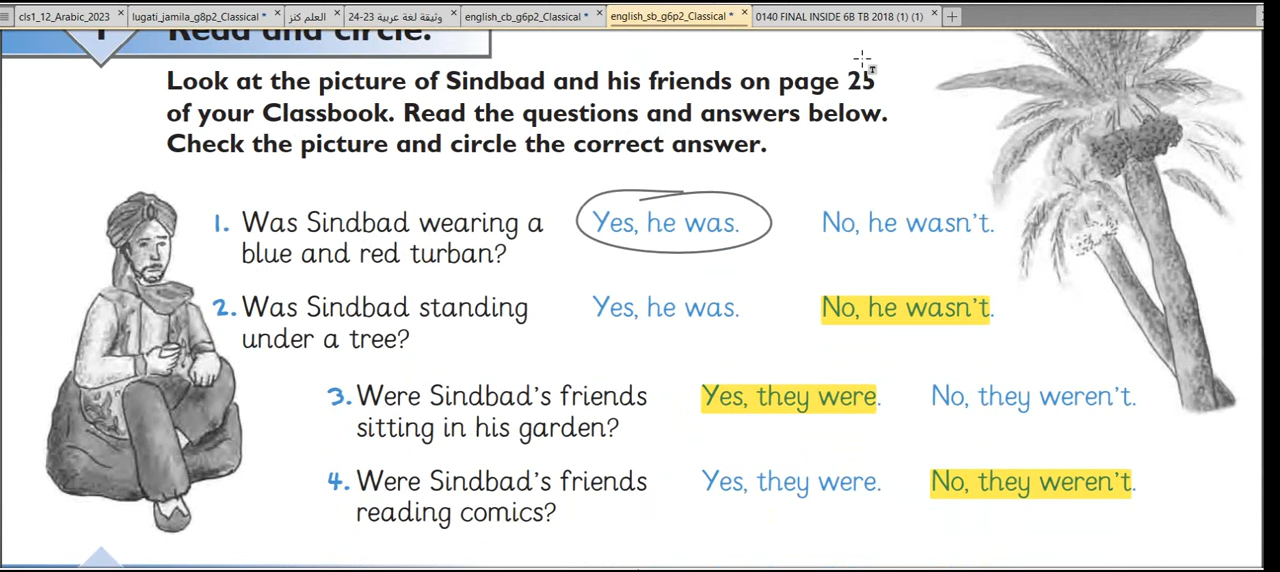 cls1_12_Arabic_2023 × lugati_jamila_g8p2_Classical * × العلم كنز × وثيقة لغة عربية 24-23 × english_cb_g6p2_Classical * × english_sb_g6p2_Classical * × 0140 FINAL INSIDE 6B TB 2018 (1) (1) ×
1 Read and circle.
Look at the picture of Sindbad and his friends on page 25
of your Classbook. Read the questions and answers below.
Check the picture and circle the correct answer.
1. Was Sindbad wearing a Yes, he was. No, he wasn't.
blue and red turban?
2. Was Sindbad standing Yes, he was. No, he wasn't.
under a tree?
3. Were Sindbad's friends Yes, they were. No, they weren't.
sitting in his garden?
4. Were Sindbad's friends Yes, they were. No, they weren't.
reading comics?